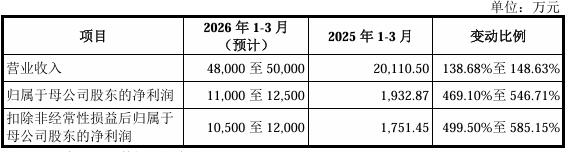 单位：万元
项目 2026 年 1-3 月（预计） 2025 年 1-3 月 变动比例
营业收入 48,000 至 50,000 20,110.50 138.68% 至 148.63%
归属于母公司股东的净利润 11,000 至 12,500 1,932.87 469.10% 至 546.71%
扣除非经常性损益后归属于母公司股东的净利润 10,500 至 12,000 1,751.45 499.50% 至 585.15%